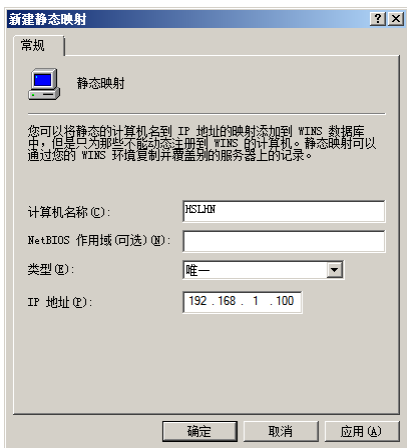 新建静态映射
常规
静态映射
您可以将静态的计算机名到 IP 地址的映射添加到 WINS 数据库
中，但是只为那些不能动态注册到 WINS 的计算机。静态映射可以
通过您的 WINS 环境复制并覆盖别的服务器上的记录。
计算机名称(C): HSLHN
NetBIOS 作用域(可选)(N):
类型(E): 唯一
IP 地址(P): 192 .168 . 1 .100
确定 取消 应用(A)